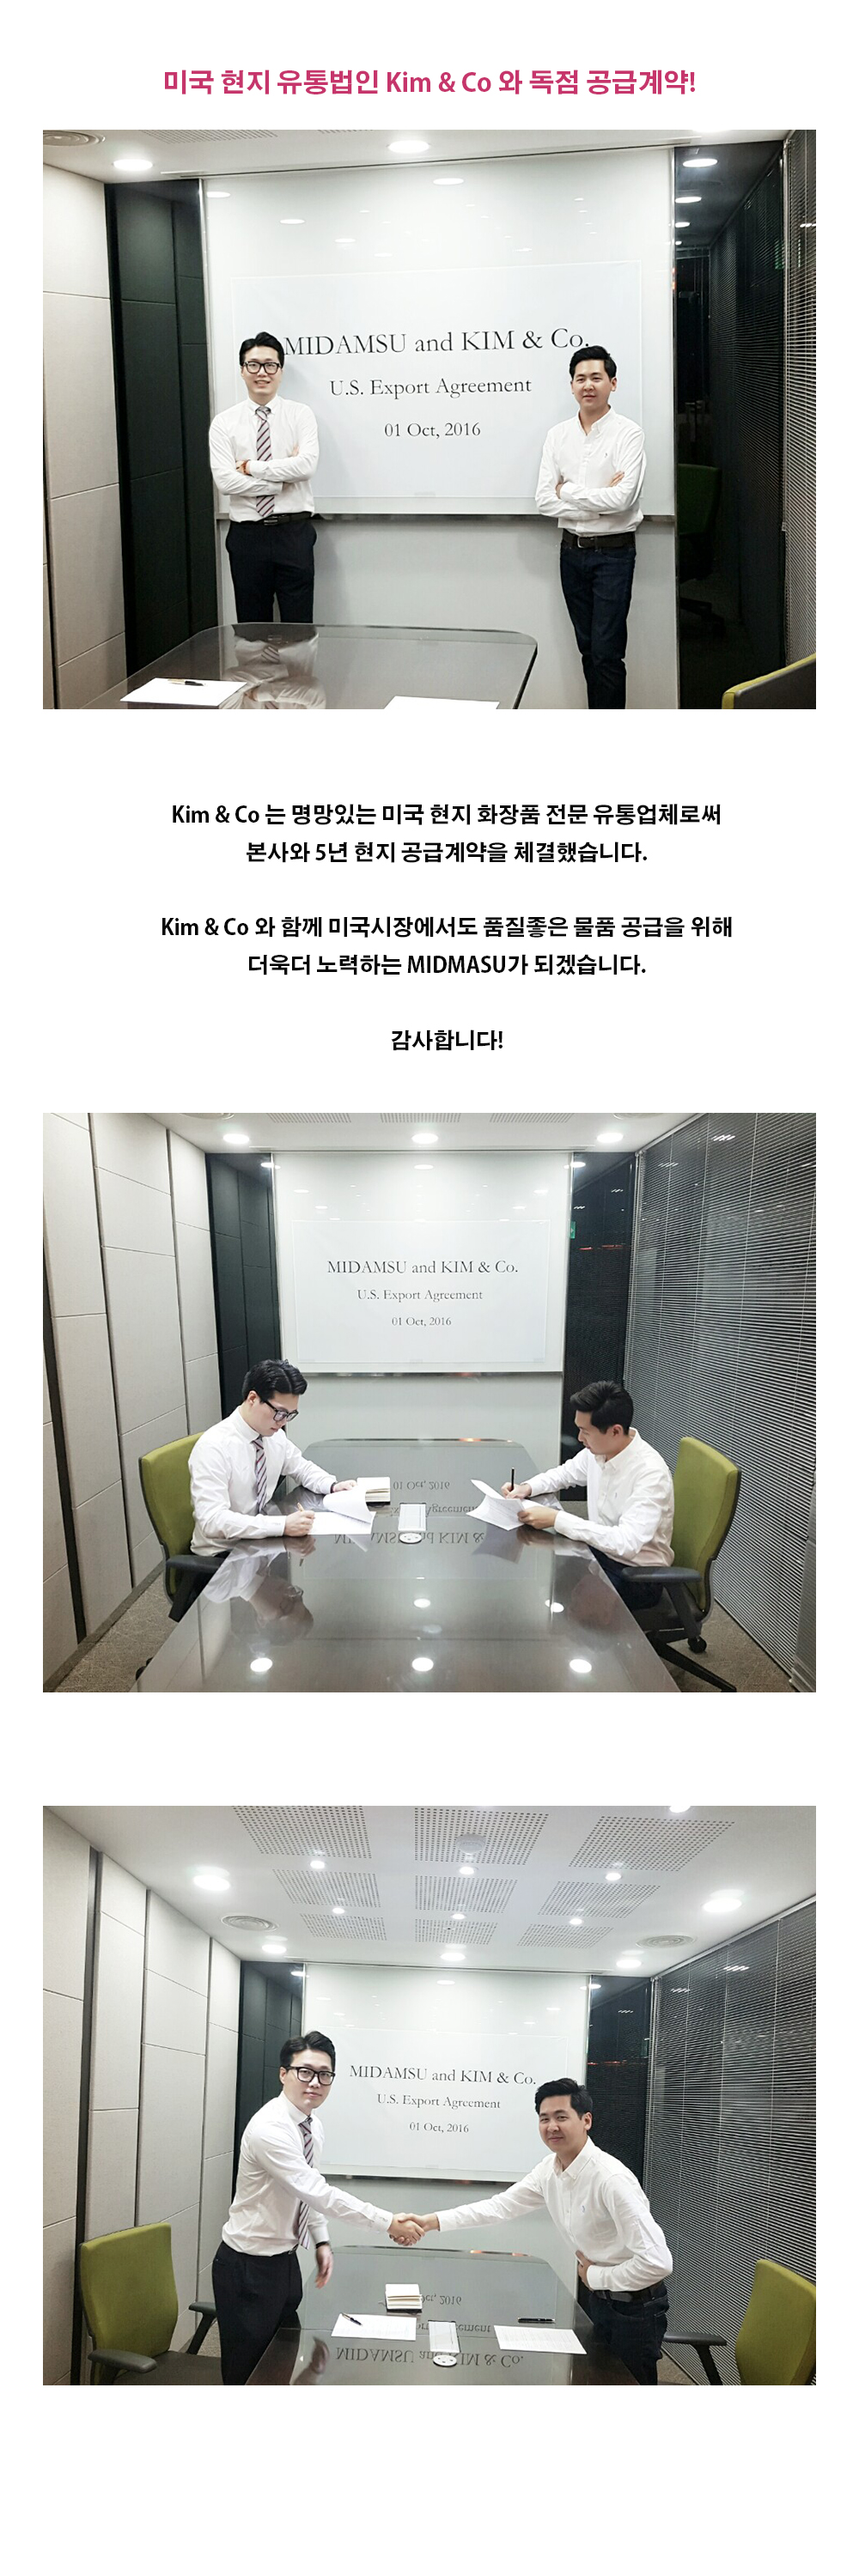 미국 현지 유통법인 Kim & Co 와 독점 공급계약!
MIDAMSU and KIM & Co.
U.S. Export Agreement
01 Oct, 2016
Kim & Co 는 명망있는 미국 현지 화장품 전문 유통업체로써
본사와 5년 현지 공급계약을 체결했습니다.
Kim & Co 와 함께 미국시장에서도 품질좋은 물품 공급을 위해
더욱더 노력하는 MIDMASU가 되겠습니다.
감사합니다!
MIDAMSU and KIM & Co.
U.S. Export Agreement
01 Oct, 2016
MIDAMSU and KIM & Co.
U.S. Export Agreement
01 Oct, 2016